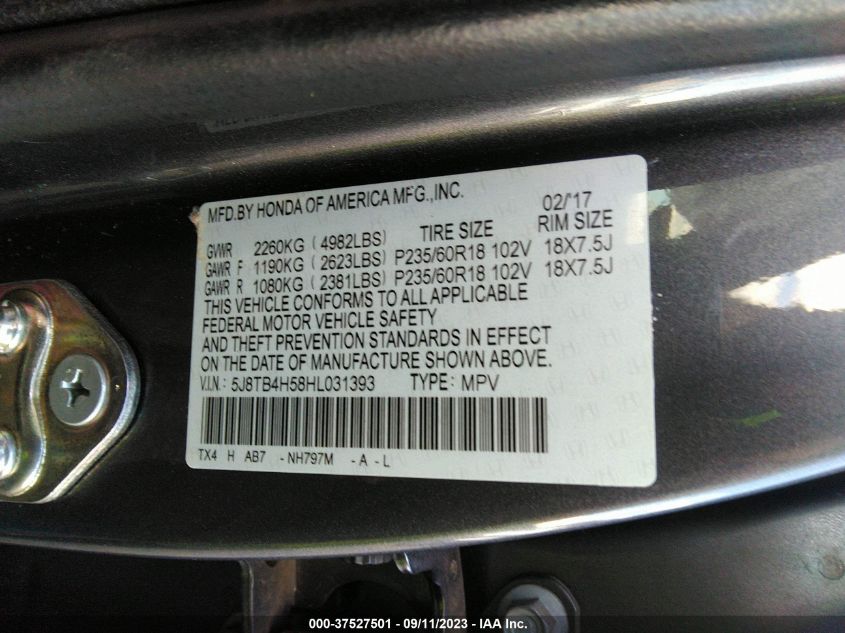 MFD.BY HONDA OF AMERICA MFG.,INC. 02/'17
TIRE SIZE RIM SIZE
GVWR 2260KG ( 4982LBS)
GAWR F 1190KG ( 2623LBS) P235/60R18 102V 18X7.5J
GAWR R 1080KG ( 2381LBS) P235/60R18 102V 18X7.5J
THIS VEHICLE CONFORMS TO ALL APPLICABLE
FEDERAL MOTOR VEHICLE SAFETY
AND THEFT PREVENTION STANDARDS IN EFFECT
ON THE DATE OF MANUFACTURE SHOWN ABOVE.
V.I.N.: 5J8TB4H58HL031393 TYPE: MPV
TX4 H AB7 -NH797M -A-L
000-37527501 - 09/11/2023 - IAA Inc.